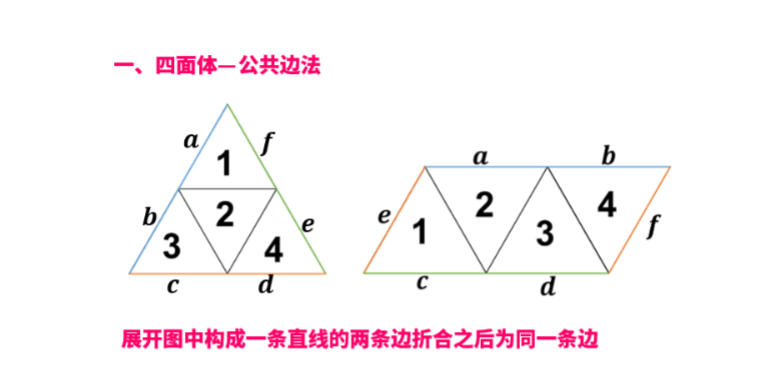 一、四面体—公共边法
a f
1
b 2 e
3 4
c d
a b
e 1 2 3 4 f
c d
展开图中构成一条直线的两条边折合之后为同一条边